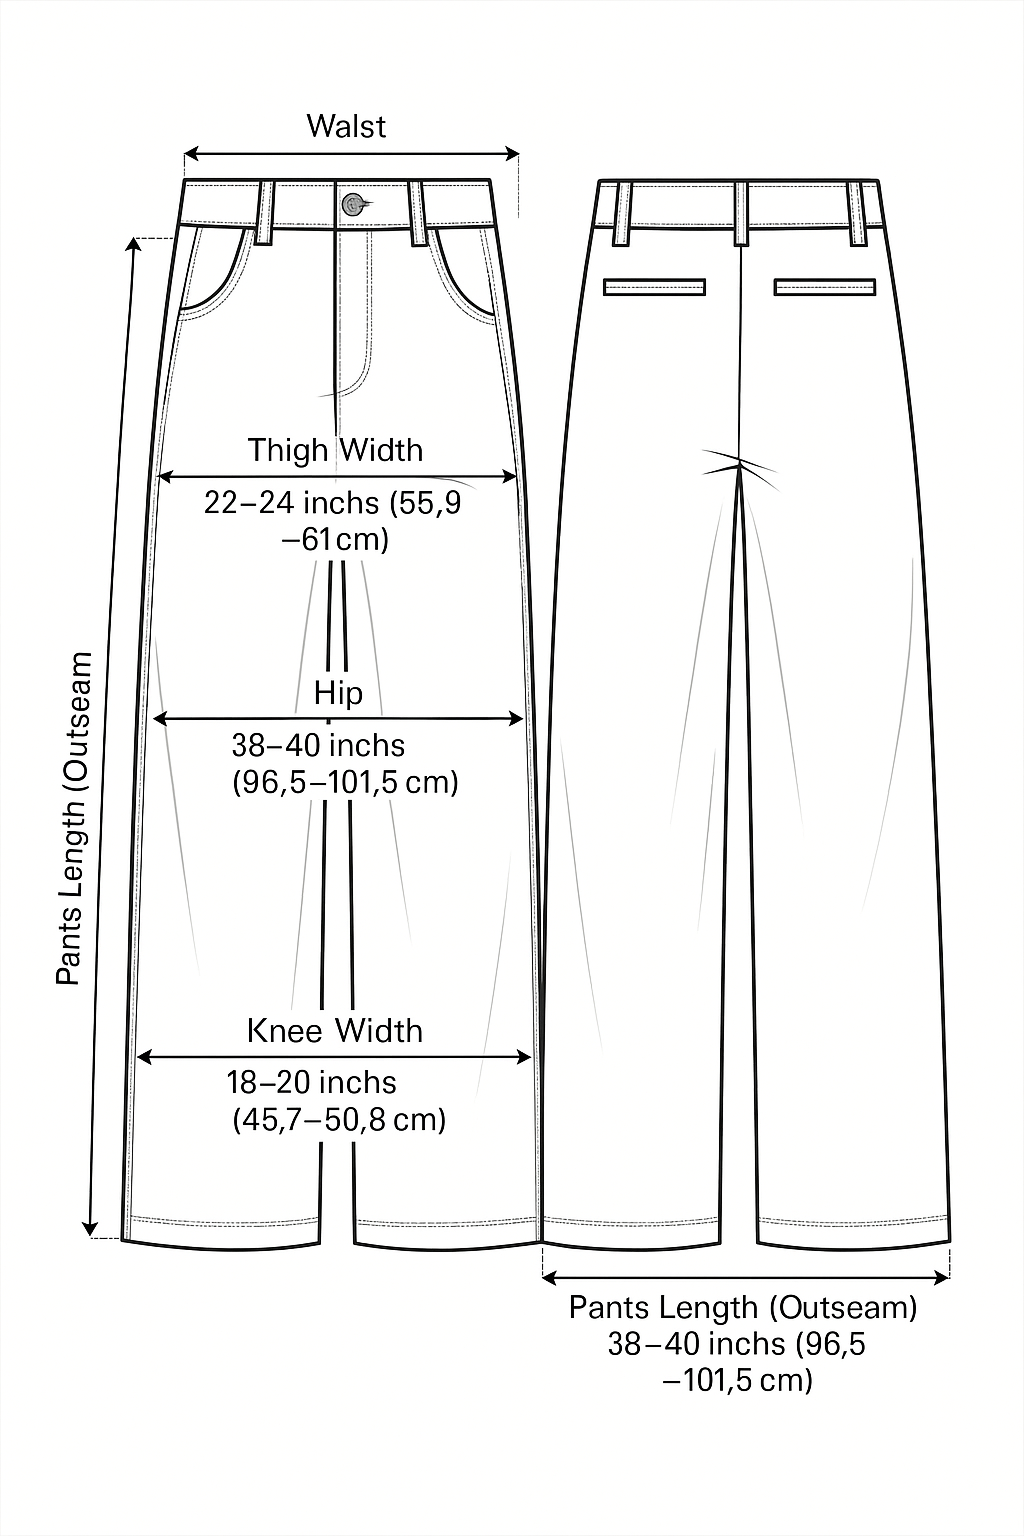 Walst
Thigh Width
22–24 inchs (55,9
–61 cm)
Hip
38–40 inchs
(96,5–101,5 cm)
Pants Length (Outseam
Knee Width
18–20 inchs
(45,7–50,8 cm)
Pants Length (Outseam)
38–40 inchs (96,5
–101,5 cm)